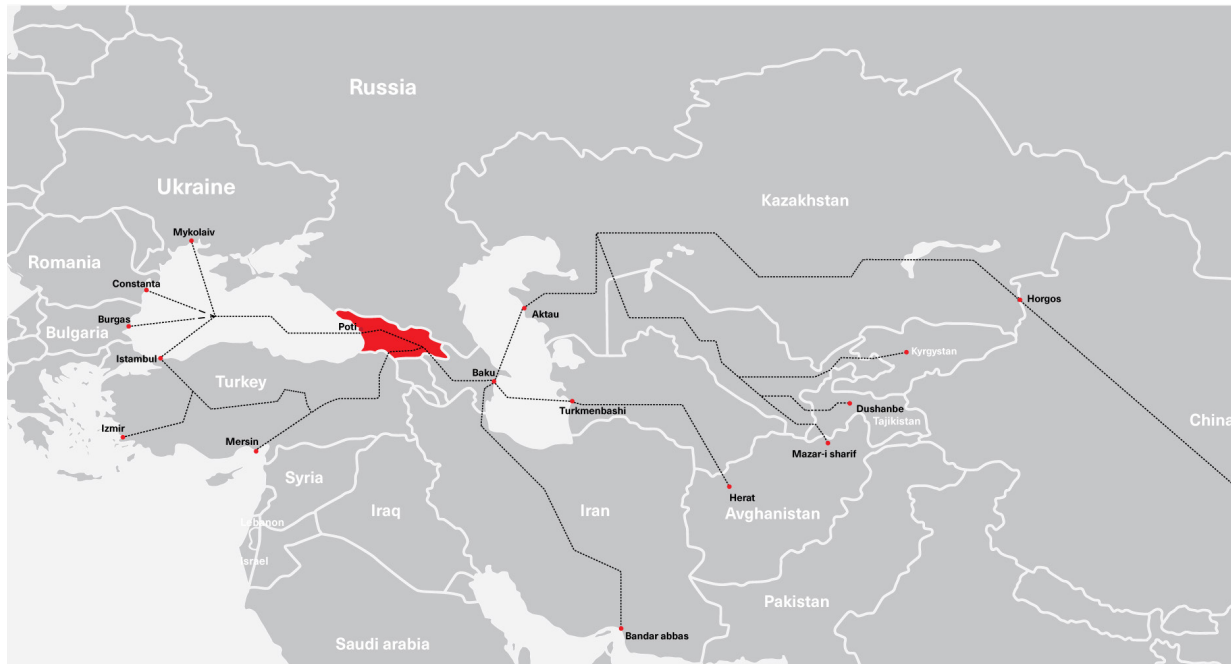 Russia
Ukraine
Kazakhstan
Mykolaiv
Romania
Constanta
Horgos
Burgas
Bulgaria
Poti
Aktau
Istambul
Kyrgystan
Turkey
Baku
Turkmenbashi
Dushanbe
Tajikistan
China
Izmir
Mersin
Mazar-i sharif
Syria
Herat
Iraq
Iran
Avghanistan
Lebanon
Israel
Pakistan
Bandar abbas
Saudi arabia